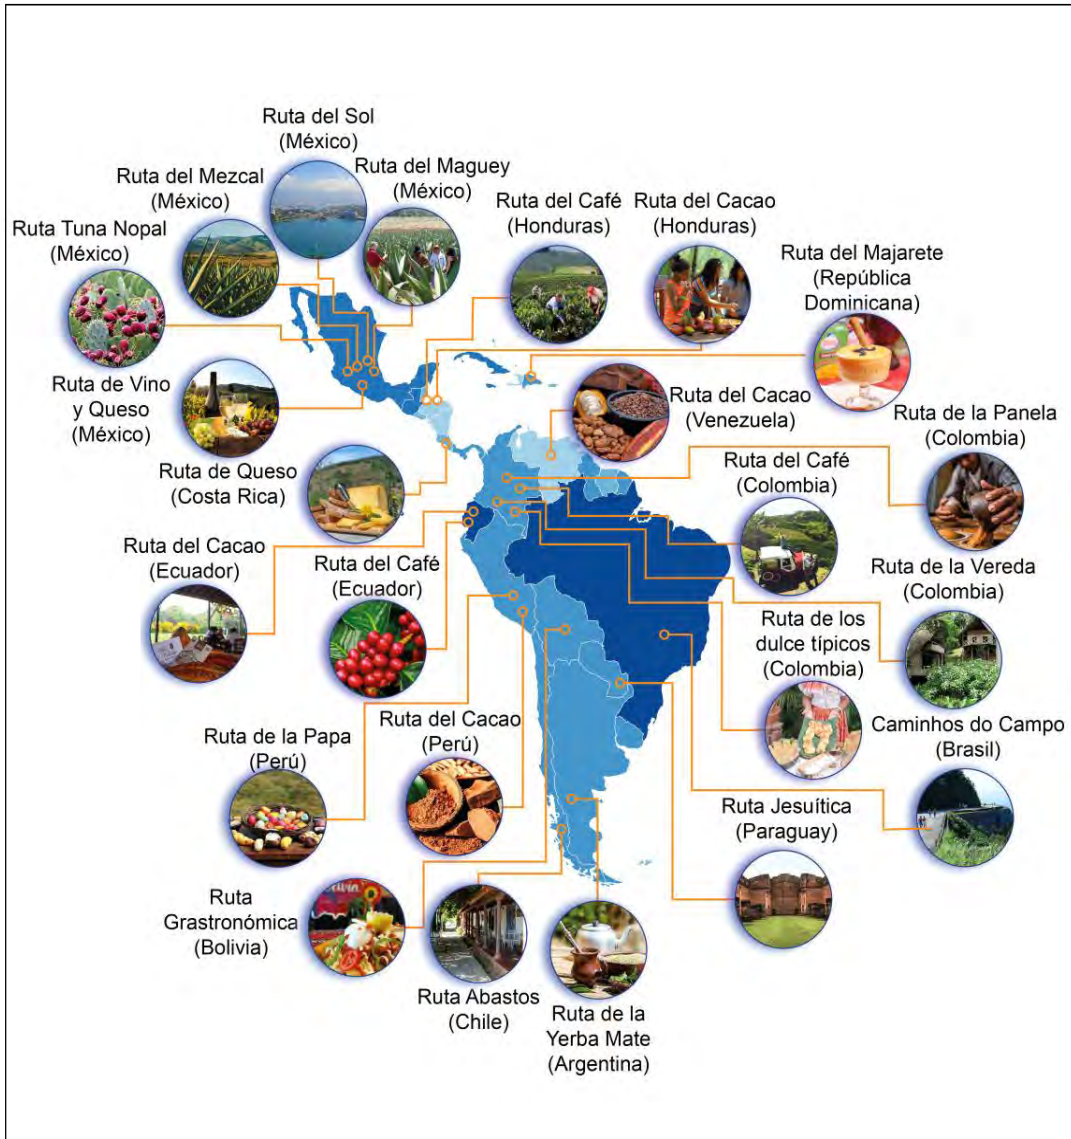 Ruta del Sol
(México)
Ruta del Mezcal
(México)
Ruta del Maguey
(México)
Ruta Tuna Nopal
(México)
Ruta del Café
(Honduras)
Ruta del Cacao
(Honduras)
Ruta del Majarete
(República
Dominicana)
Ruta de Vino
y Queso
(México)
Ruta del Cacao
(Venezuela)
Ruta de la Panela
(Colombia)
Ruta de Queso
(Costa Rica)
Ruta del Café
(Colombia)
Ruta del Cacao
(Ecuador)
Ruta del Café
(Ecuador)
Ruta de la Vereda
(Colombia)
Ruta de los
dulce típicos
(Colombia)
Ruta de la Papa
(Perú)
Ruta del Cacao
(Perú)
Caminhos do Campo
(Brasil)
Ruta Jesuítica
(Paraguay)
Ruta
Grastronómica
(Bolivia)
Ruta Abastos
(Chile)
Ruta de la
Yerba Mate
(Argentina)